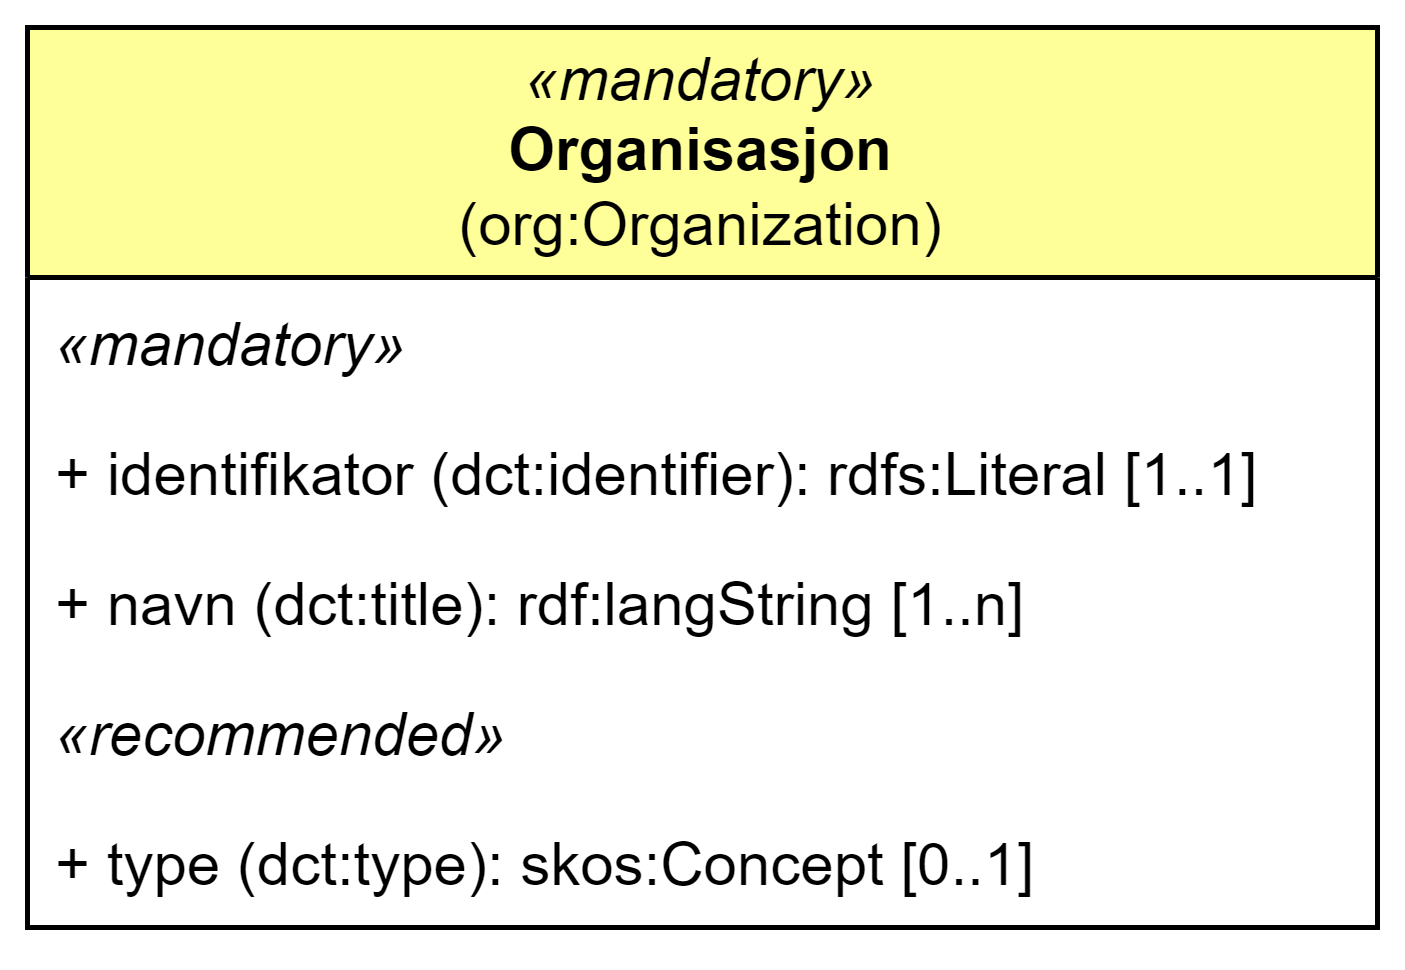 «mandatory»
Organisasjon
(org:Organization)
«mandatory»
+ identifikator (dct:identifier): rdfs:Literal [1..1]
+ navn (dct:title): rdf:langString [1..n]
«recommended»
+ type (dct:type): skos:Concept [0..1]